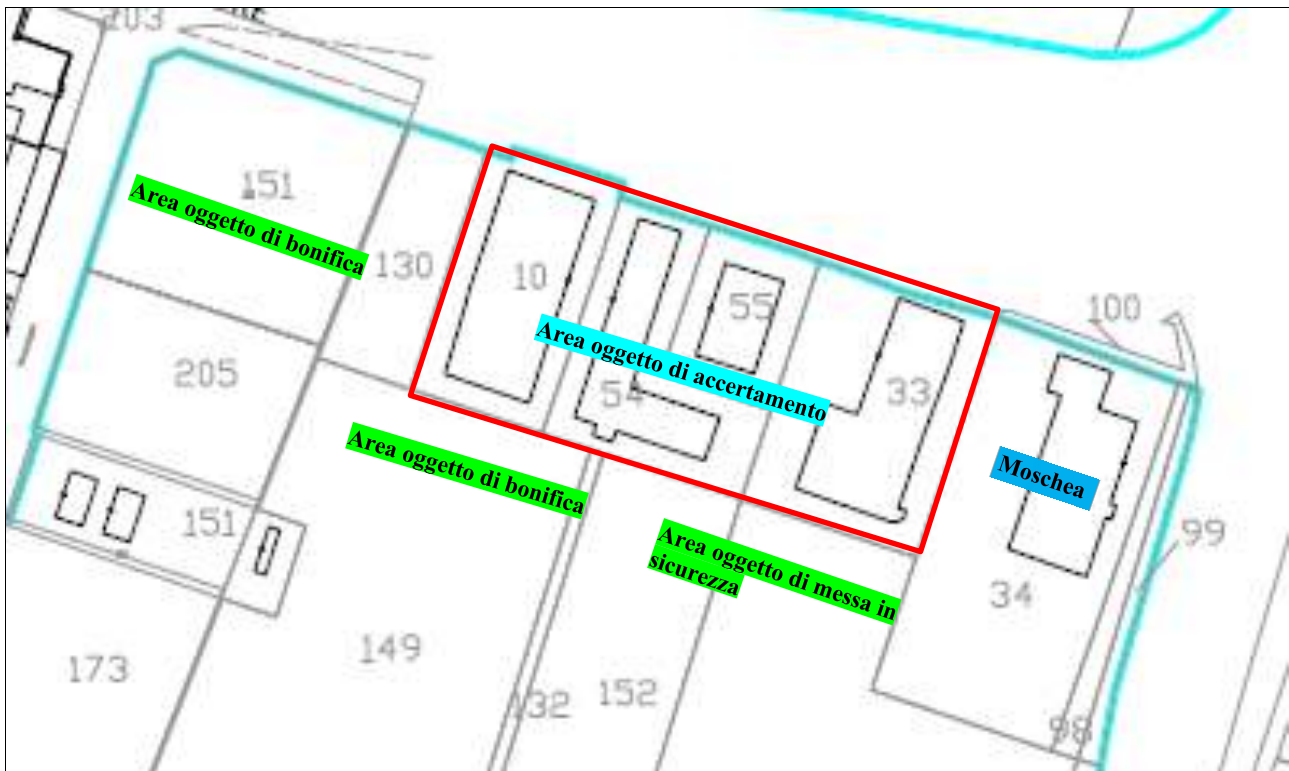 203
151
Area oggetto di bonifica
130
10
55
100
Area oggetto di accertamento
205
54
33
Area oggetto di bonifica
Moschea
151
Area oggetto di messa in
sicurezza
99
34
149
173
132
152
98